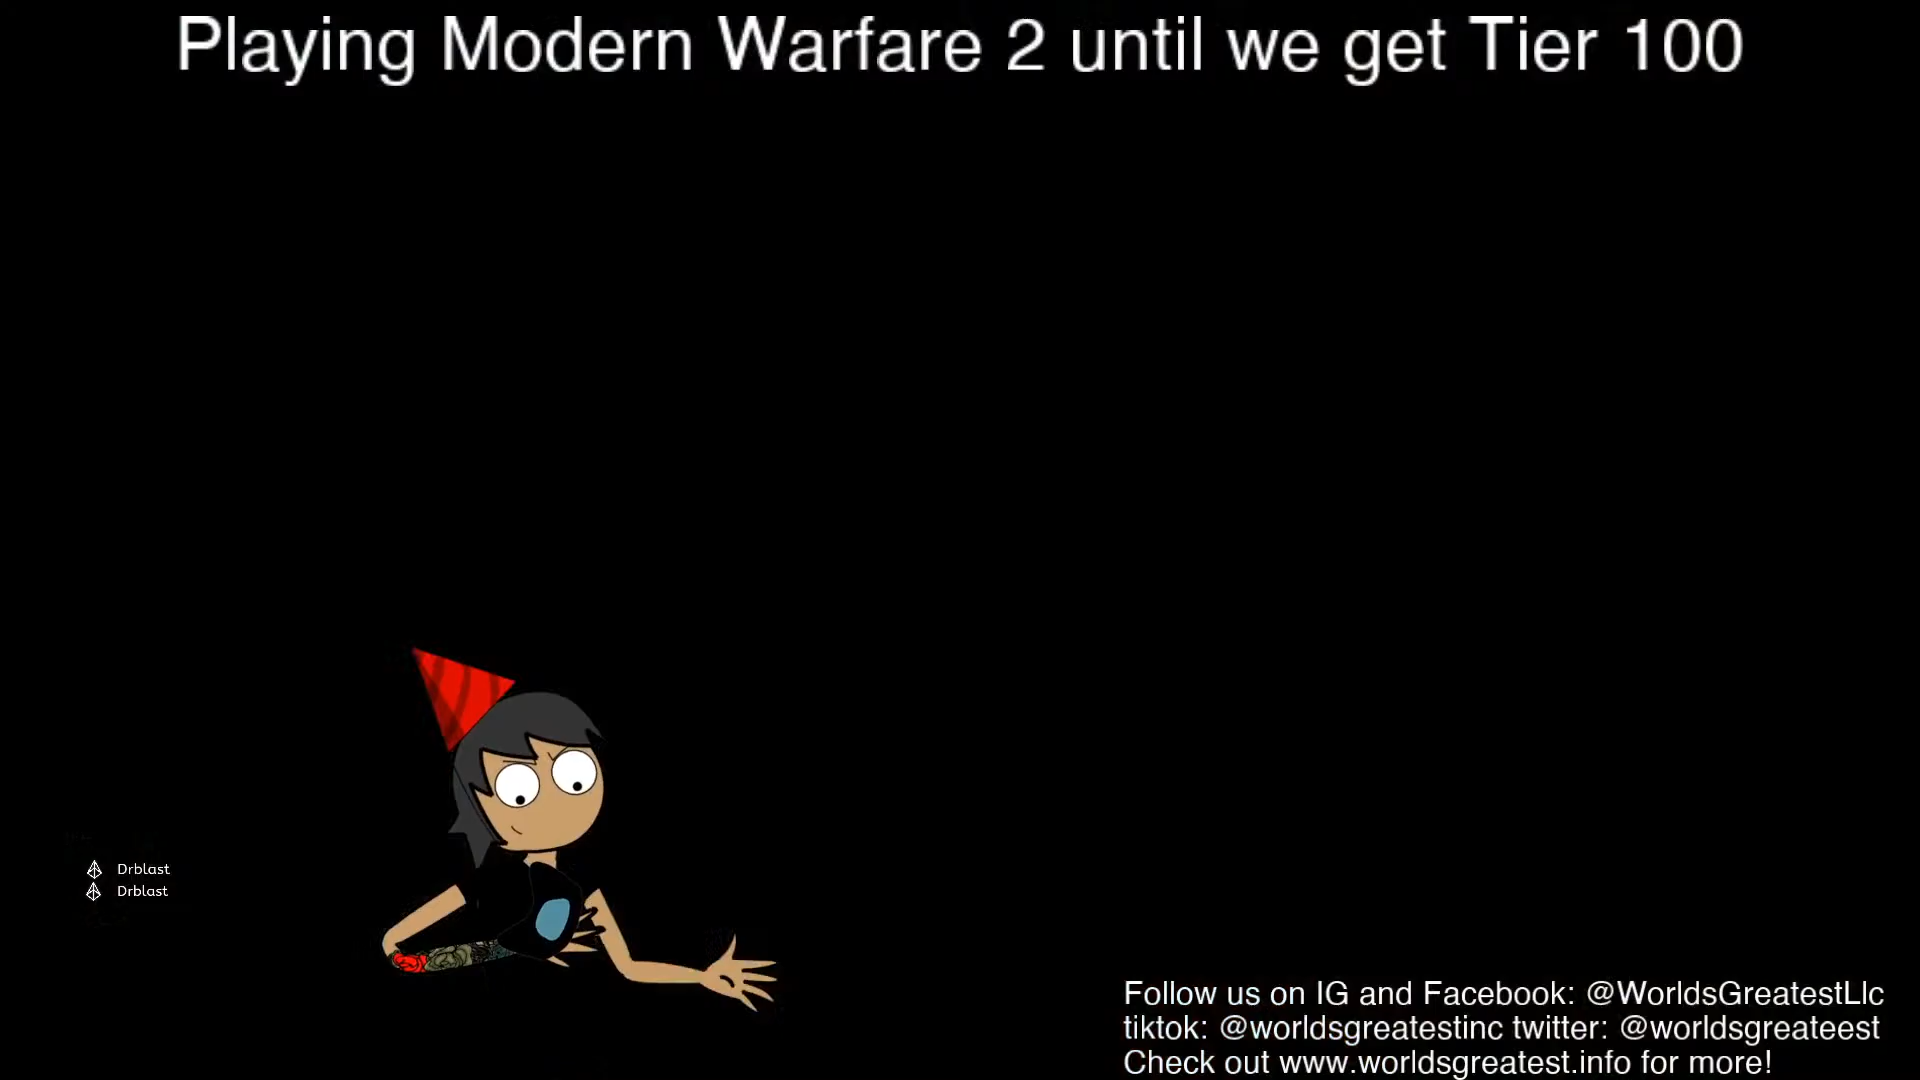 Playing Modern Warfare 2 until we get Tier 100
Drblast
Drblast
Follow us on IG and Facebook: @WorldsGreatestLlc
tiktok: @worldsgreatestinc twitter: @worldsgreateest
Check out www.worldsgreatest.info for more!